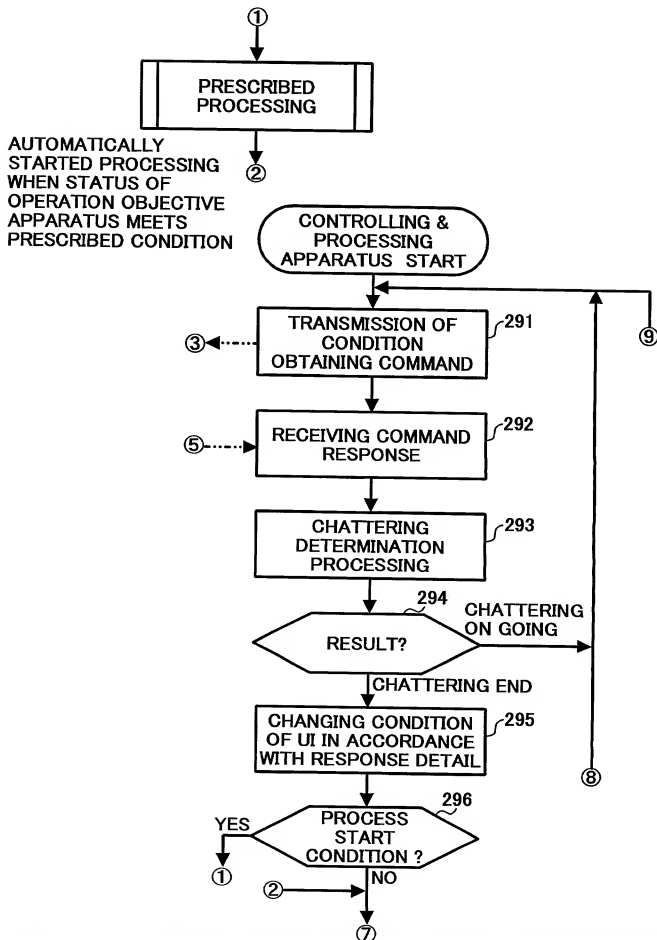 ①
PRESCRIBED
PROCESSING
②
AUTOMATICALLY
STARTED PROCESSING
WHEN STATUS OF
OPERATION OBJECTIVE
APPARATUS MEETS
PRESCRIBED CONDITION
CONTROLLING &
PROCESSING
APPARATUS START
⑨
291
TRANSMISSION OF
CONDITION
OBTAINING COMMAND
③
292
RECEIVING COMMAND
RESPONSE
⑤
293
CHATTERING
DETERMINATION
PROCESSING
294
RESULT?
CHATTERING
ON GOING
CHATTERING END
295
CHANGING CONDITION
OF UI IN ACCORDANCE
WITH RESPONSE DETAIL
⑧
296
PROCESS
START
CONDITION ?
YES
①
NO
②
⑦